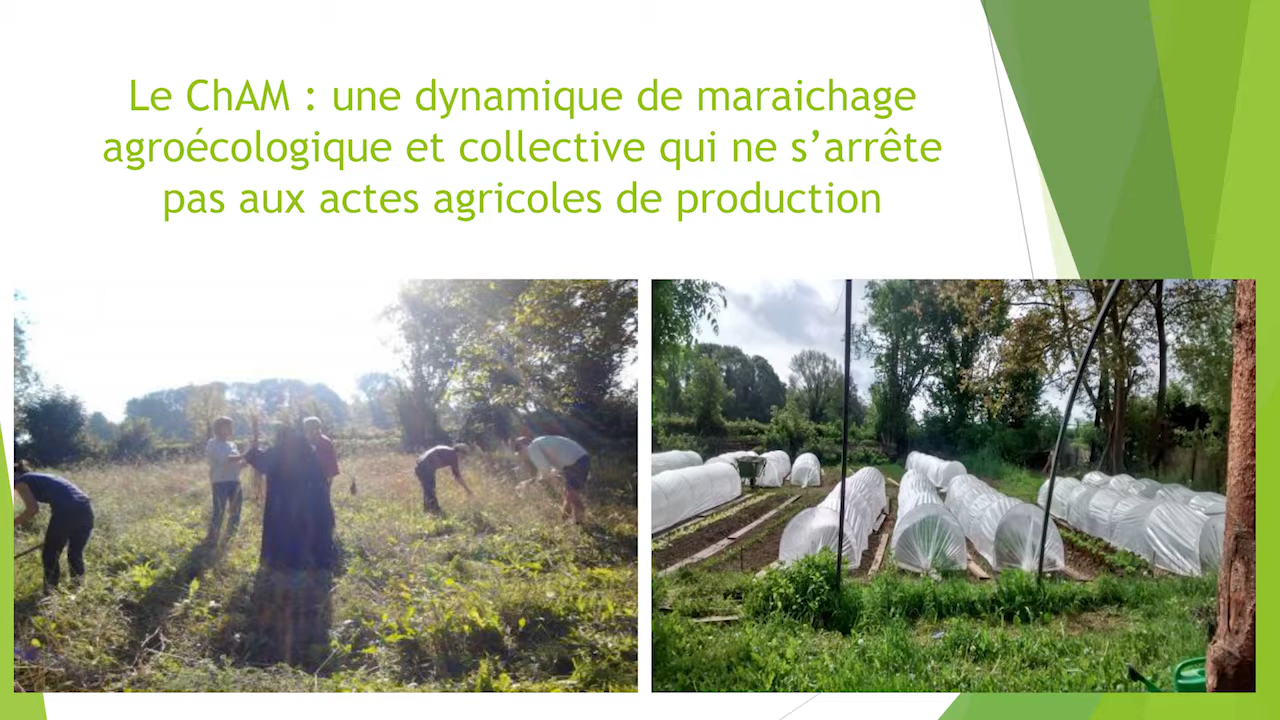 Le ChAM : une dynamique de maraichage
agroécologique et collective qui ne s’arrête
pas aux actes agricoles de production